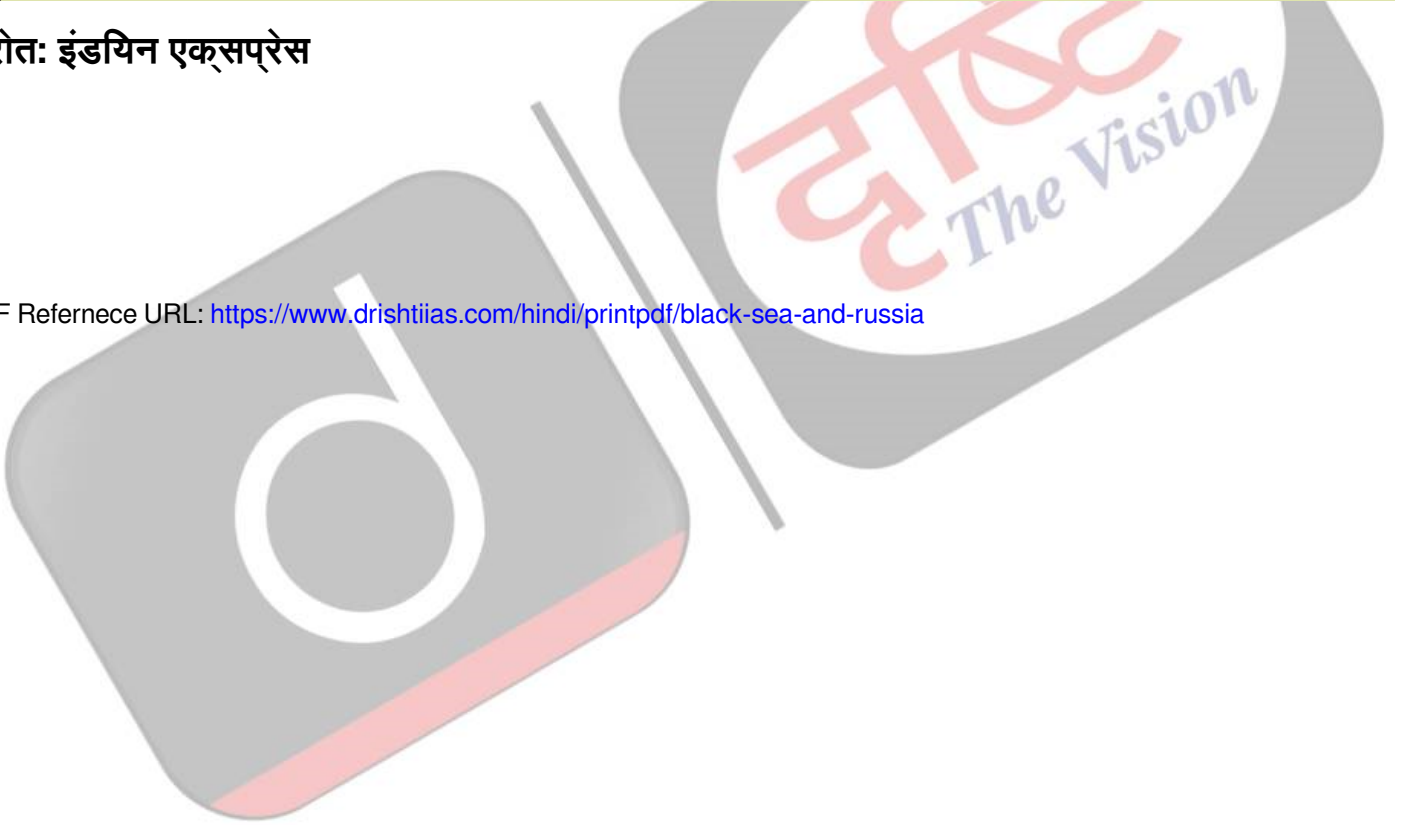 रोत: इंडियन एक्सप्रेस
दृष्टि
The Vision
F Refernece URL: https://www.drishtiias.com/hindi/printpdf/black-sea-and-russia
d